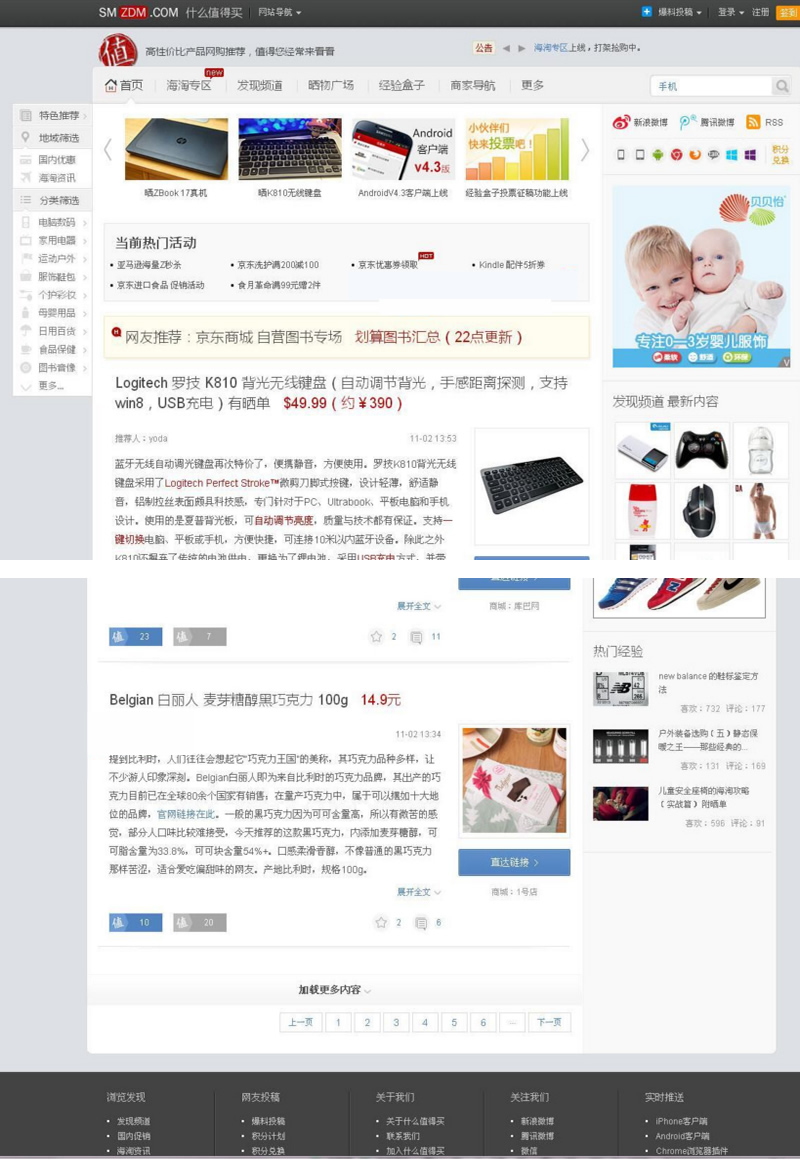 SMZDM.COM 什么值得买 网站导航
爆料投稿 登录 注册 签到
值 高性价比产品网购推荐，值得您经常来看看
公告 海淘专区上线，打架捡胸中。
首页 海淘专区 new 发现频道 晒物广场 经验盒子 商家导航 更多
手机
特色推荐
地域筛选
国内优惠
海淘资讯
分类筛选
电脑数码
家用电器
运动户外
服饰鞋包
个护彩妆
母婴用品
日用百货
食品保健
图书音像
更多...
Android
客户端
v4.3版
小伙伴们
快来投票吧！
晒ZBook 17真机
晒K810无线键盘
AndroidV4.3客户端上线
经验盒子投票征稿功能上线
新浪微博 腾讯微博 RSS
积分
兑换
当前热门活动
亚马逊海量Z秒杀
京东洗护满200减100
京东优惠券领取 HOT
Kindle 配件5折券
京东进口食品 促销活动
食月革命满99元赠2件
贝贝怡
专注0—3岁婴儿服饰
柔软 舒适 环保
网友推荐：京东商城 自营图书专场 划算图书汇总（22点更新）
Logitech 罗技 K810 背光无线键盘（自动调节背光，手感距离探测，支持
win8，USB充电）有晒单 $49.99（约￥390）
推荐人：yoda 11-02 13:53
蓝牙无线自动调光键盘再次特价了，便携静音，方便使用。罗技K810背光无线
键盘采用了Logitech Perfect Stroke™微剪刀脚式按键，设计轻薄，舒适静
音，铝制拉丝表面颇具科技感，专门针对于PC、Ultrabook、平板电脑和手机
设计。使用的是夏普背光板，可自动调节亮度，质量与技术都有保证。支持一
键切换电脑、平板或手机，方便快捷，可连接10米以内蓝牙设备。除此之外
K810还摒弃了传统的电池供电，更换为了锂电池，采用USB充电方式，并带
发现频道 最新内容
DA
直达链接
展开全文
商城：库巴网
值 23
值 7
2 11
热门经验
new balance 的鞋标鉴定方
法
喜欢：732 评论：177
户外装备选购（五）静态保
暖之王——那些经典的...
喜欢：131 评论：169
儿童安全座椅的海淘攻略
（实战篇）附晒单
喜欢：596 评论：91
Belgian 白丽人 麦芽糖醇黑巧克力 100g 14.9元
11-02 13:34
提到比利时，人们往往会想起它“巧克力王国”的美称，其巧克力品种多样，让
不少游人印象深刻。Belgian白丽人即为来自比利时的巧克力品牌，其出产的巧
克力目前已在全球80余个国家有销售；在量产巧克力中，属于可以挤如十大地
位的品牌，官网链接在此。一般的黑巧克力因为可可含量高，所以有微苦的感
觉，部分人口味比较难接受，今天推荐的这款黑巧克力，内添加麦芽糖醇，可
可脂含量为33.8%，可可块含量54%+。口感柔滑香醇，不像普通的黑巧克力
那样苦涩，适合爱吃偏甜味的网友。产地比利时，规格100g。
Belgian
直达链接
展开全文
商城：1号店
值 10
值 20
2 6
加载更多内容
上一页 1 2 3 4 5 6 ... 下一页
浏览发现
发现频道
国内促销
海淘资讯
网友投稿
爆料投稿
积分计划
积分兑换
关于我们
关于什么值得买
联系我们
加入什么值得买
关注我们
新浪微博
腾讯微博
微信
实时推送
iPhone客户端
Android客户端
Chrome浏览器插件